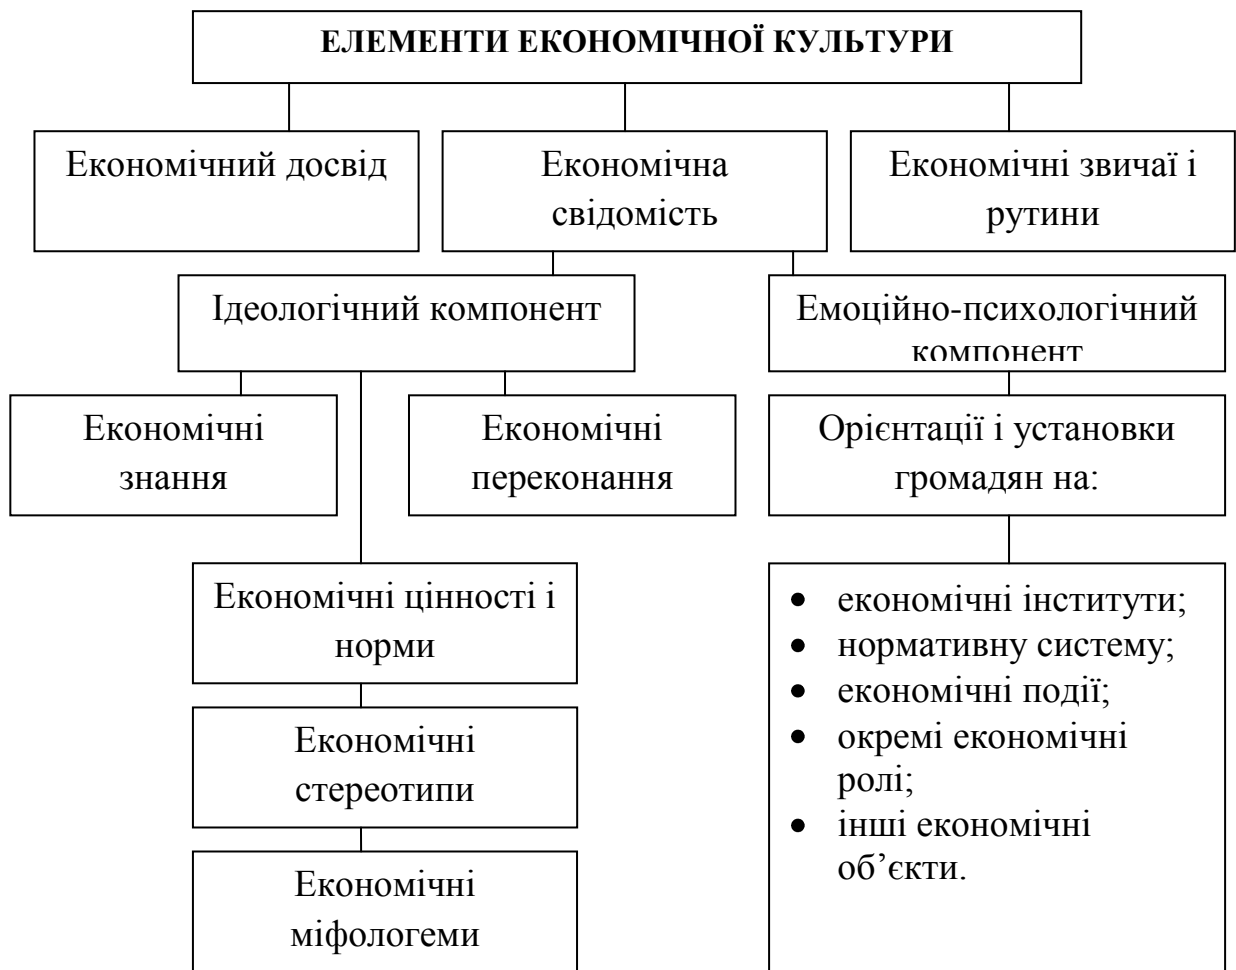 ЕЛЕМЕНТИ ЕКОНОМІЧНОЇ КУЛЬТУРИ
Економічний досвід
Економічна
свідомість
Економічні звичаї і
рутини
Ідеологічний компонент
Емоційно-психологічний
компонент
Економічні
знання
Економічні
переконання
Орієнтації і установки
громадян на:
Економічні цінності і
норми
Економічні
стереотипи
Економічні
міфологеми
• економічні інститути;
• нормативну систему;
• економічні події;
• окремі економічні
ролі;
• інші економічні
об’єкти.